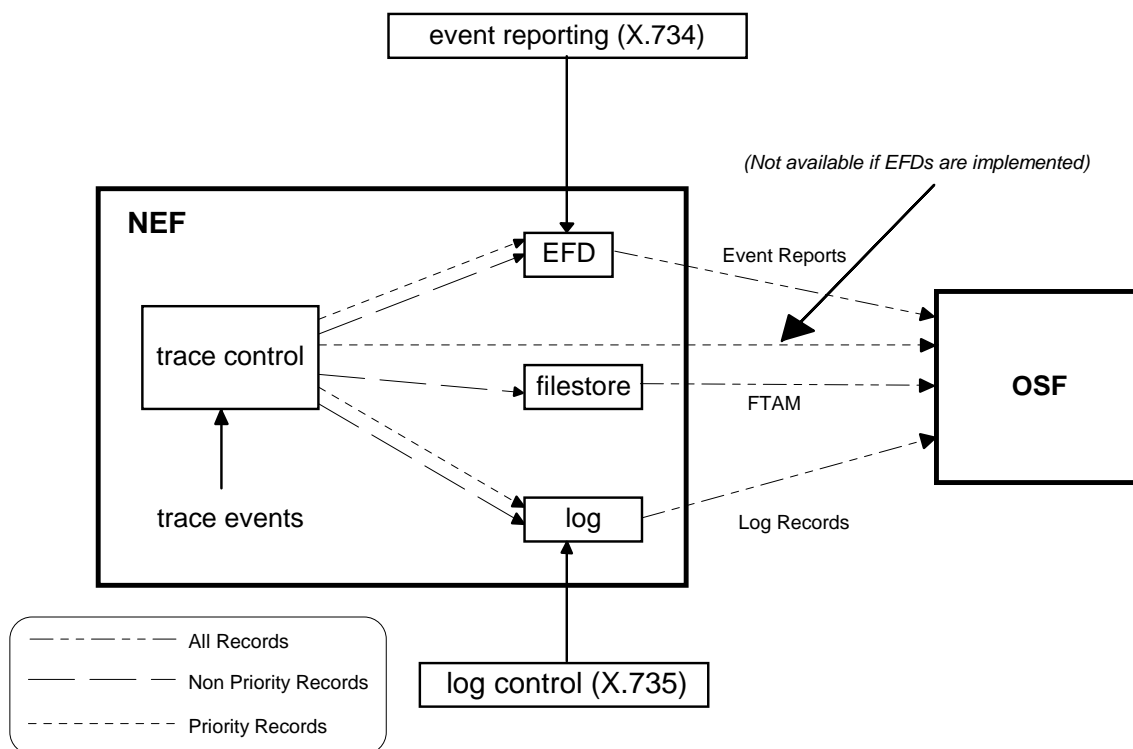 event reporting (X.734)
(Not available if EFDs are implemented)
NEF
EFD
Event Reports
trace control
filestore
FTAM
OSF
trace events
log
Log Records
All Records
Non Priority Records
Priority Records
log control (X.735)